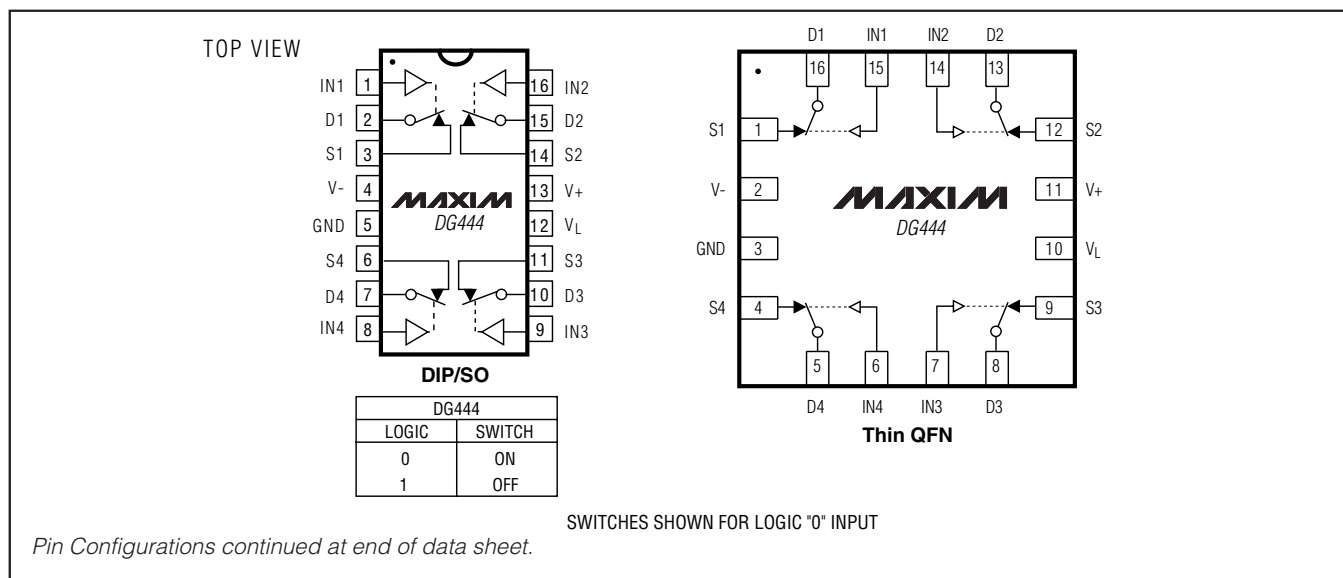 TOP VIEW
IN1 1 16 IN2
D1 2 15 D2
S1 3 14 S2
V- 4 13 V+
GND 5 12 VL
S4 6 11 S3
D4 7 10 D3
IN4 8 9 IN3
MAXIM
DG444
DIP/SO
DG444
LOGIC SWITCH
0 ON
1 OFF
D1 IN1 IN2 D2
16 15 14 13
S1 1 12 S2
V- 2 11 V+
GND 3 10 VL
S4 4 9 S3
MAXIM
DG444
5 6 7 8
D4 IN4 IN3 D3
Thin QFN
SWITCHES SHOWN FOR LOGIC "0" INPUT
Pin Configurations continued at end of data sheet.